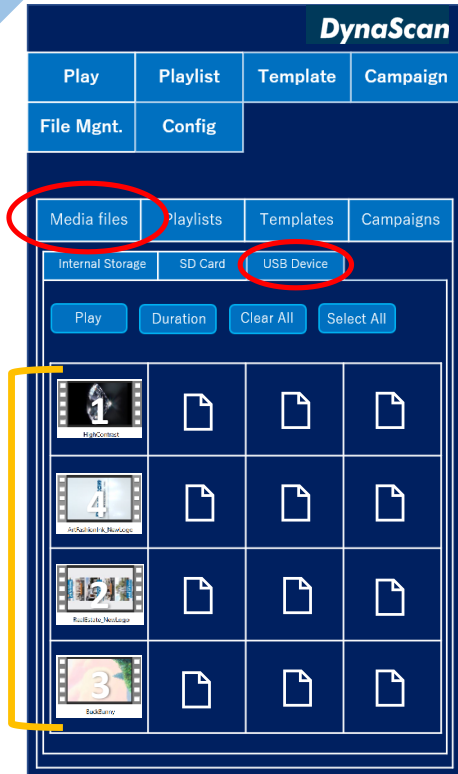 DynaScan
Play Playlist Template Campaign
File Mgnt. Config
Media files Playlists Templates Campaigns
Internal Storage SD Card USB Device
Play Duration Clear All Select All
1
HighContrast
4
ArtFashionInk_NewLogo
2
RealEstate_NewLogo
3
BuckBunny